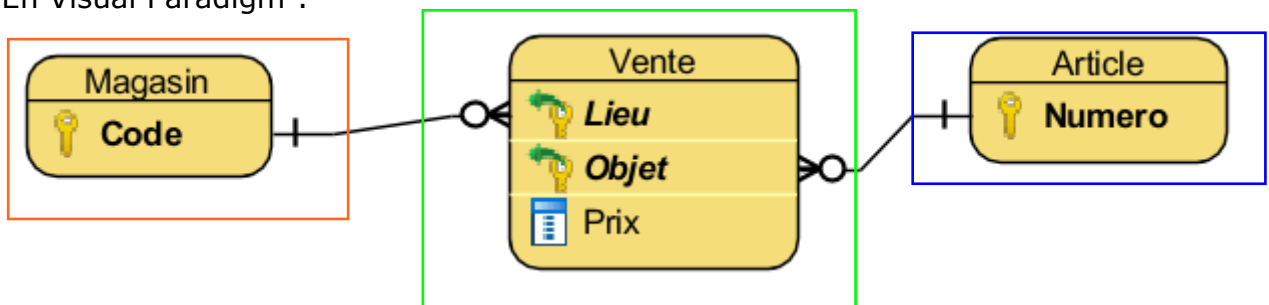 En Visual Paradigm :
Magasin
Code
Vente
Lieu
Objet
Prix
Article
Numero